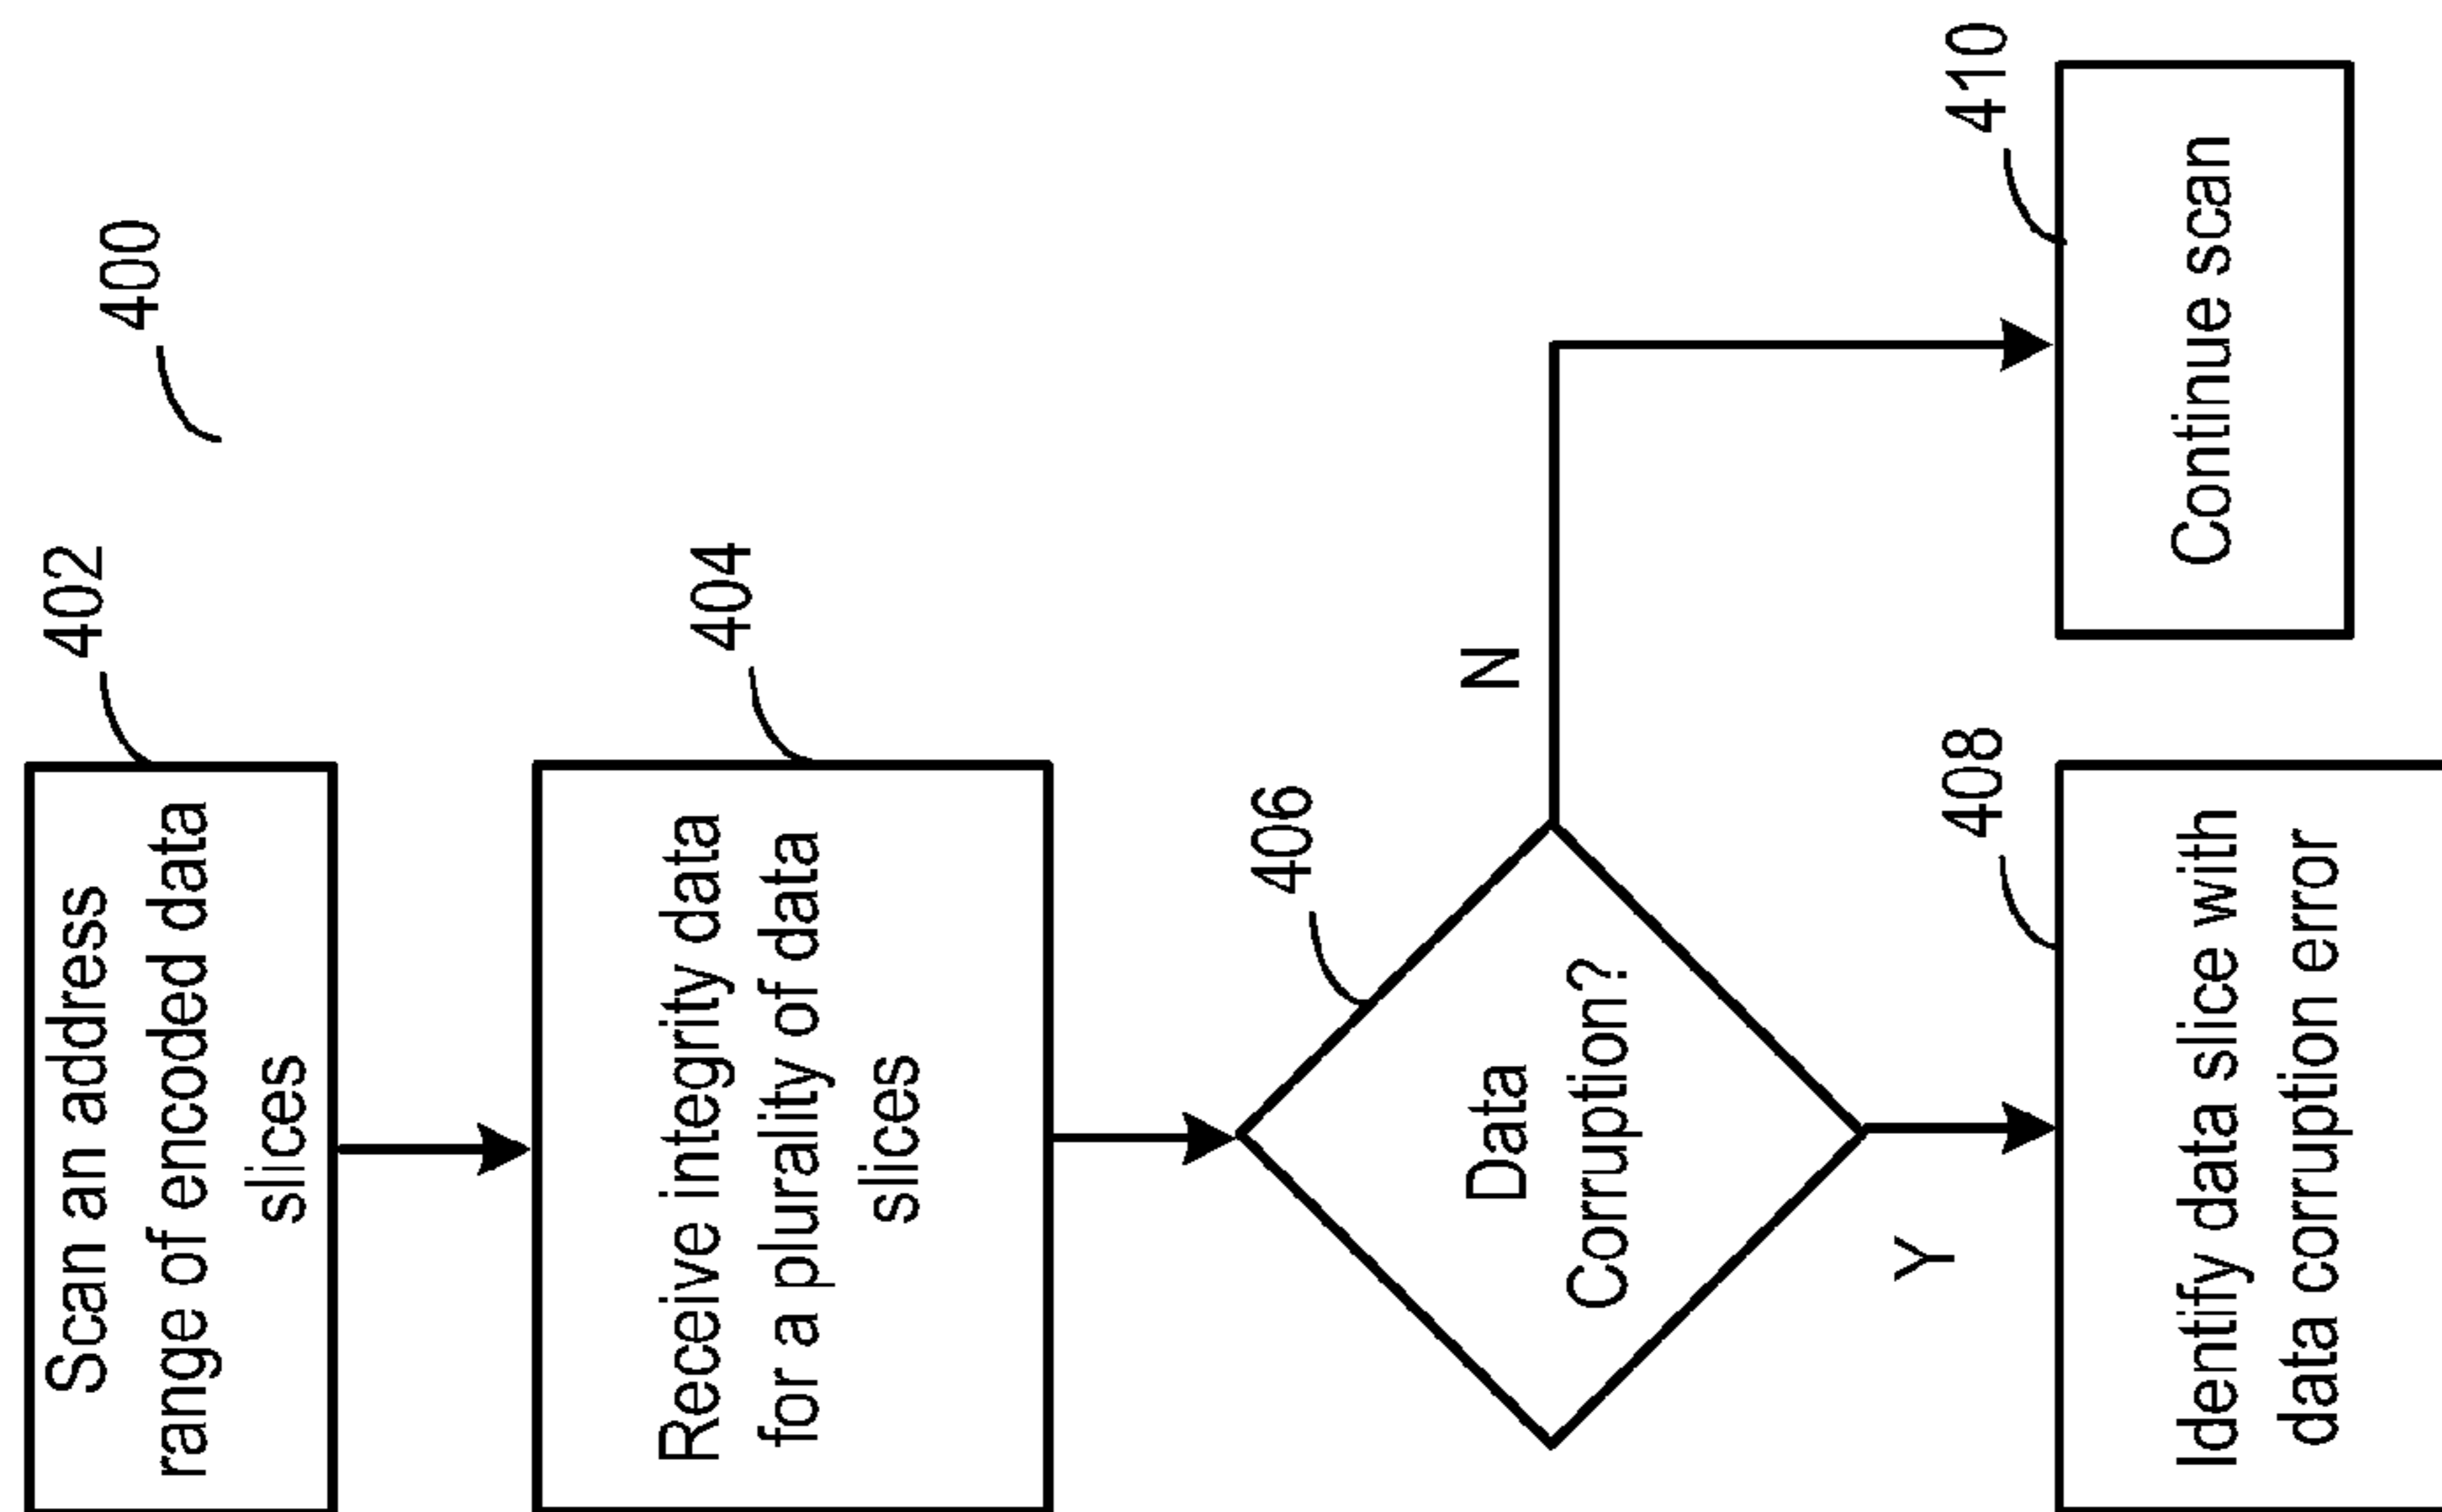 400
402
Scan an address
range of encoded data
slices
404
Receive integrity data
for a plurality of data
slices
406
Data
Corruption?
N
Y
408
Identify data slice with
data corruption error
410
Continue scan